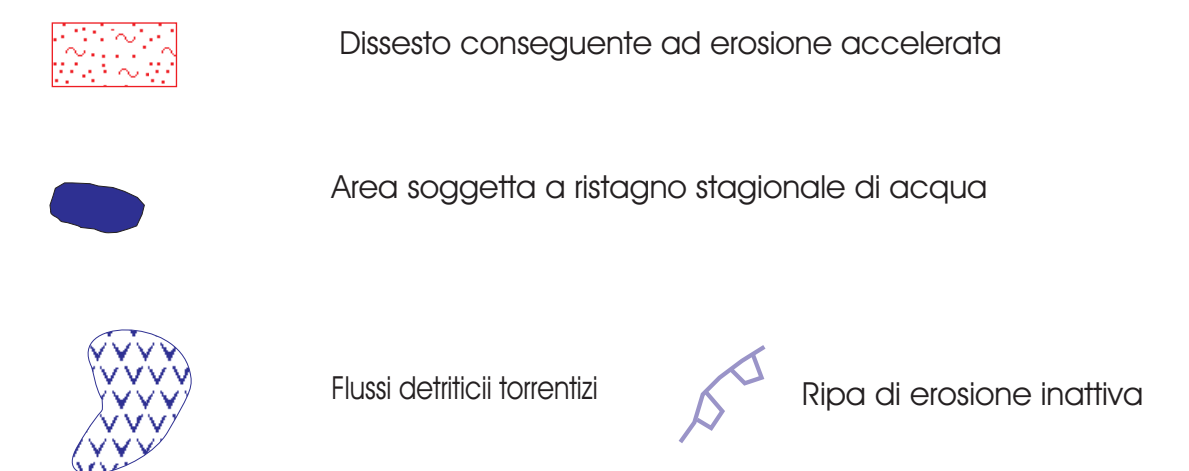 Dissesto conseguente ad erosione accelerata
Area soggetta a ristagno stagionale di acqua
Flussi detriticii torrentizi
Ripa di erosione inattiva